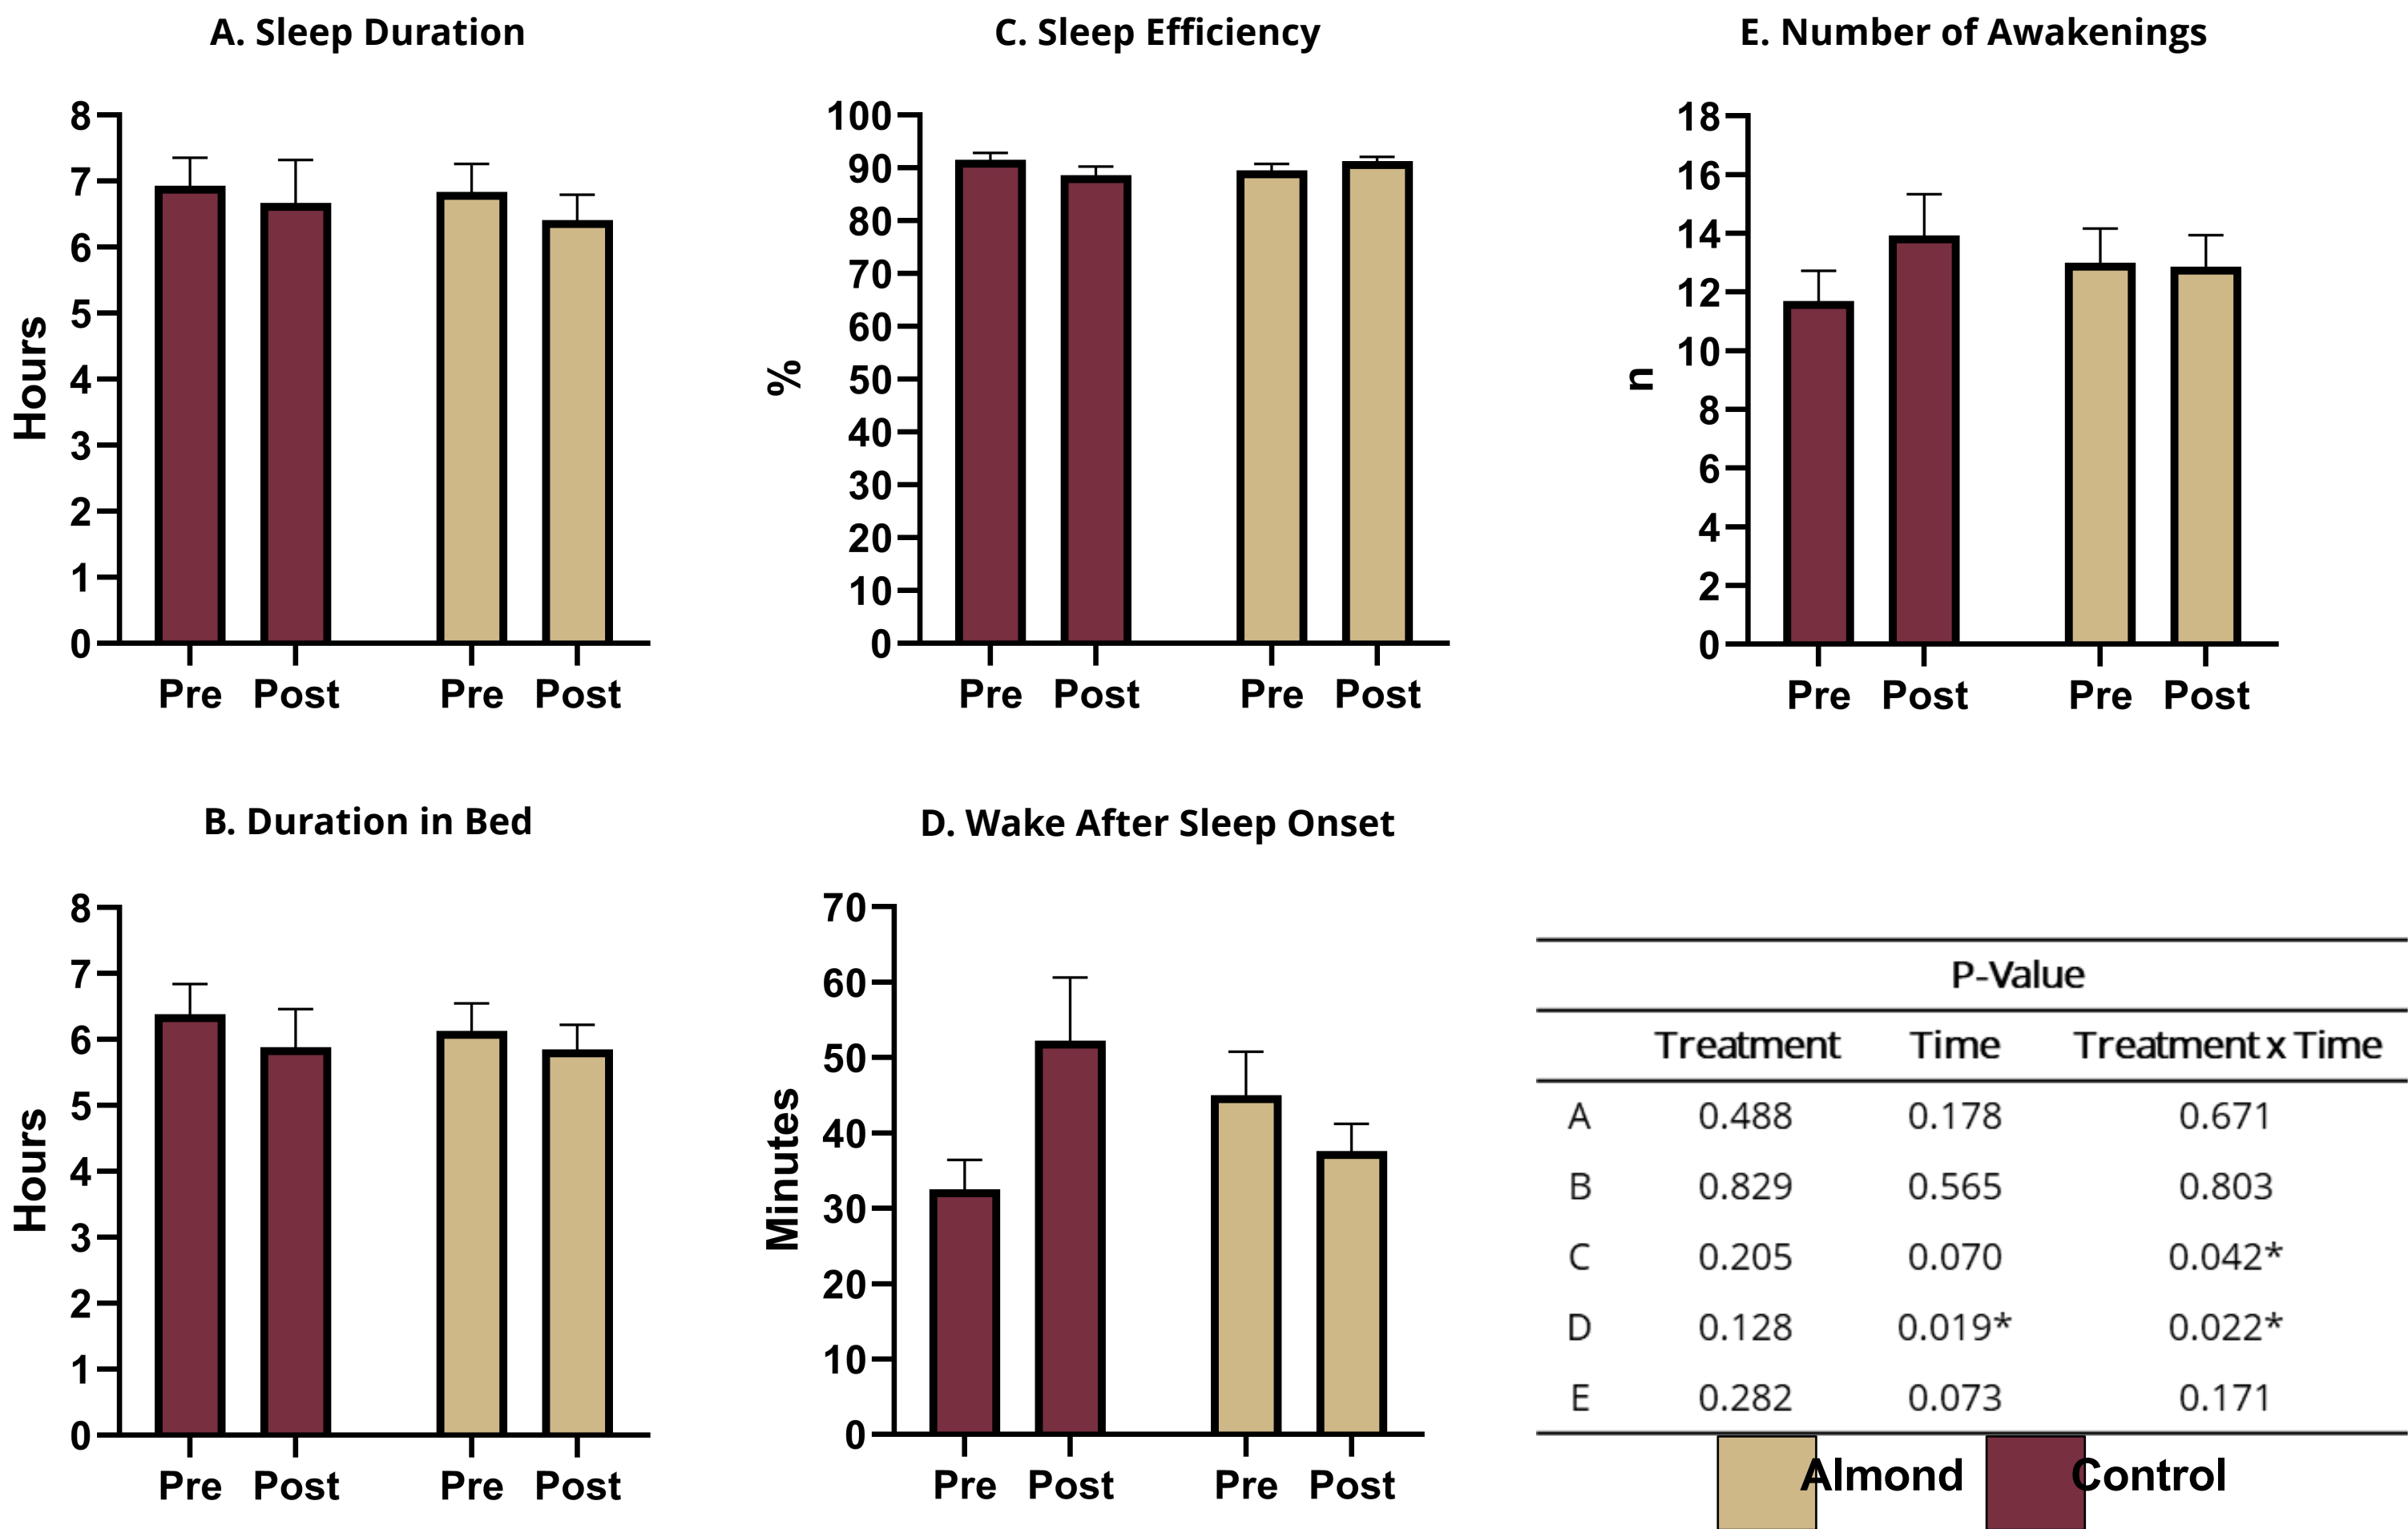 A. Sleep Duration
8
7
6
5
4
3
2
1
0
Hours
Pre Post Pre Post
C. Sleep Efficiency
100
90
80
70
60
50
40
30
20
10
0
%
Pre Post Pre Post
E. Number of Awakenings
18
16
14
12
10
8
6
4
2
0
n
Pre Post Pre Post
B. Duration in Bed
8
7
6
5
4
3
2
1
0
Hours
Pre Post Pre Post
D. Wake After Sleep Onset
70
60
50
40
30
20
10
0
Minutes
Pre Post Pre Post
P-Value
Treatment Time Treatment x Time
A 0.488 0.178 0.671
B 0.829 0.565 0.803
C 0.205 0.070 0.042*
D 0.128 0.019* 0.022*
E 0.282 0.073 0.171
Almond Control